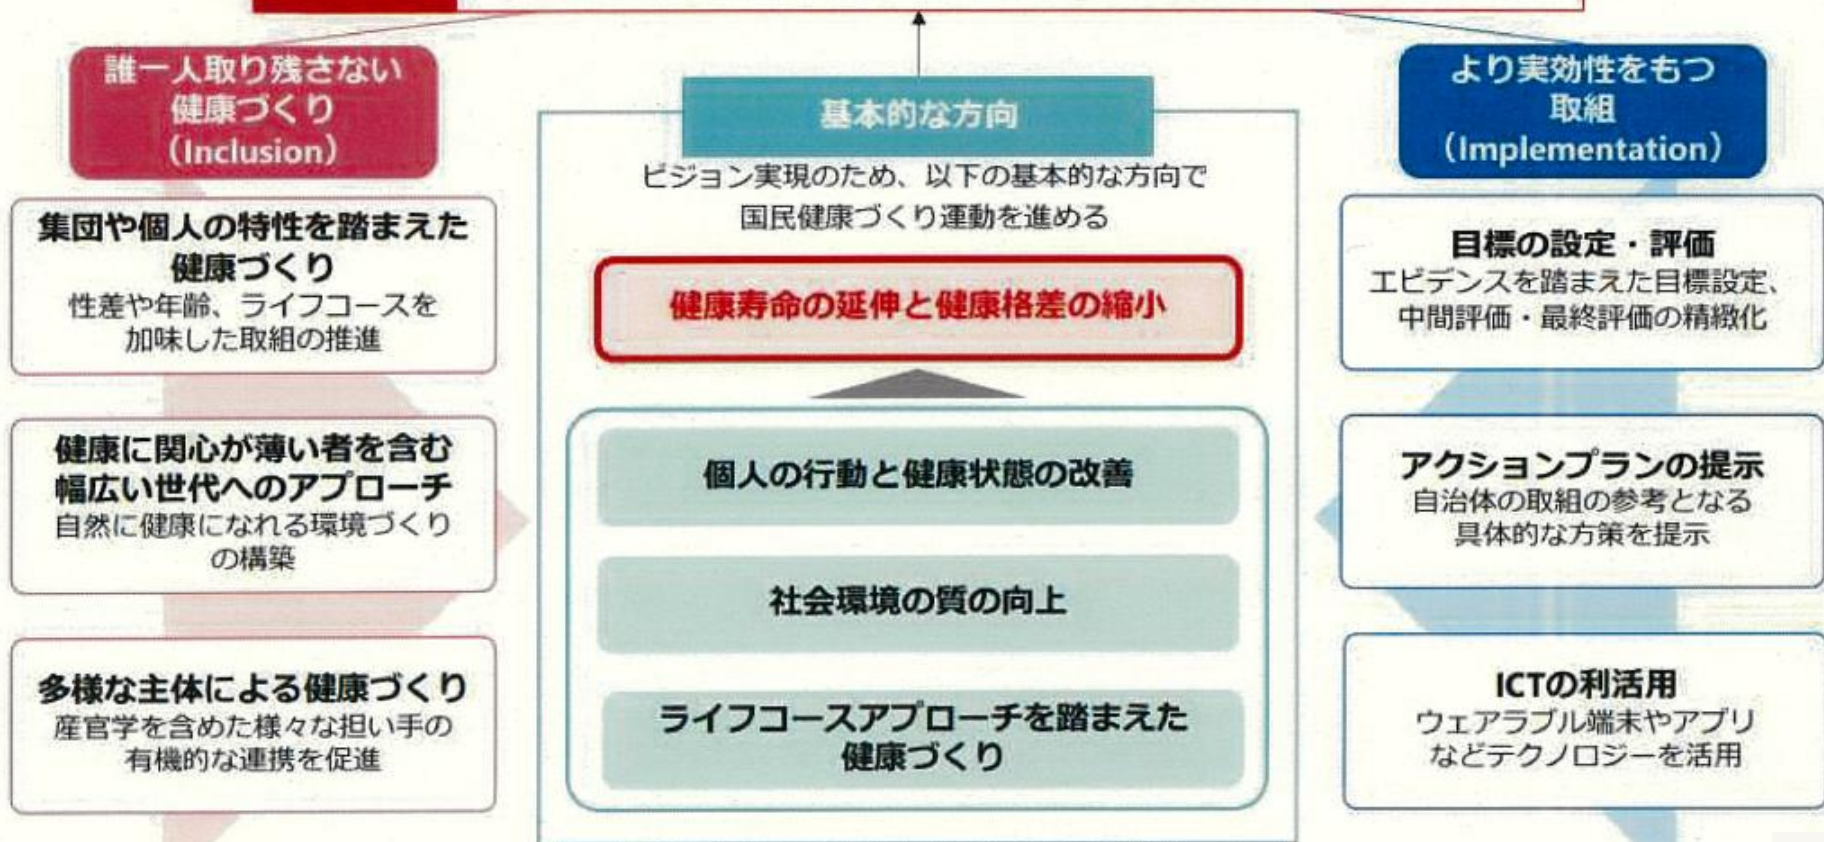 誰一人取り残さない
健康づくり
（Inclusion）
集団や個人の特性を踏まえた
健康づくり
性差や年齢、ライフコースを
加味した取組の推進
健康に関心が薄い者を含む
幅広い世代へのアプローチ
自然に健康になれる環境づくり
の構築
多様な主体による健康づくり
産官学を含めた様々な担い手の
有機的な連携を促進
基本的な方向
ビジョン実現のため、以下の基本的な方向で
国民健康づくり運動を進める
健康寿命の延伸と健康格差の縮小
個人の行動と健康状態の改善
社会環境の質の向上
ライフコースアプローチを踏まえた
健康づくり
より実効性をもつ
取組
（Implementation）
目標の設定・評価
エビデンスを踏まえた目標設定、
中間評価・最終評価の精緻化
アクションプランの提示
自治体の取組の参考となる
具体的な方策を提示
ICTの利活用
ウェアラブル端末やアプリ
などテクノロジーを活用